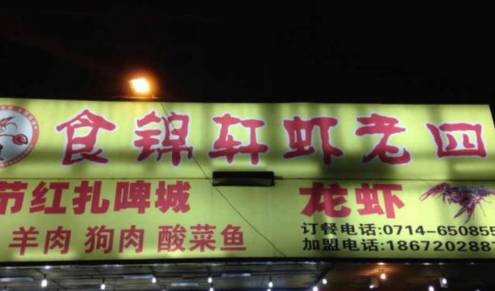 食锦轩虾老四
节红扎啤城 龙虾
羊肉 狗肉 酸菜鱼
订餐电话:0714-650855
加盟电话:1867202887